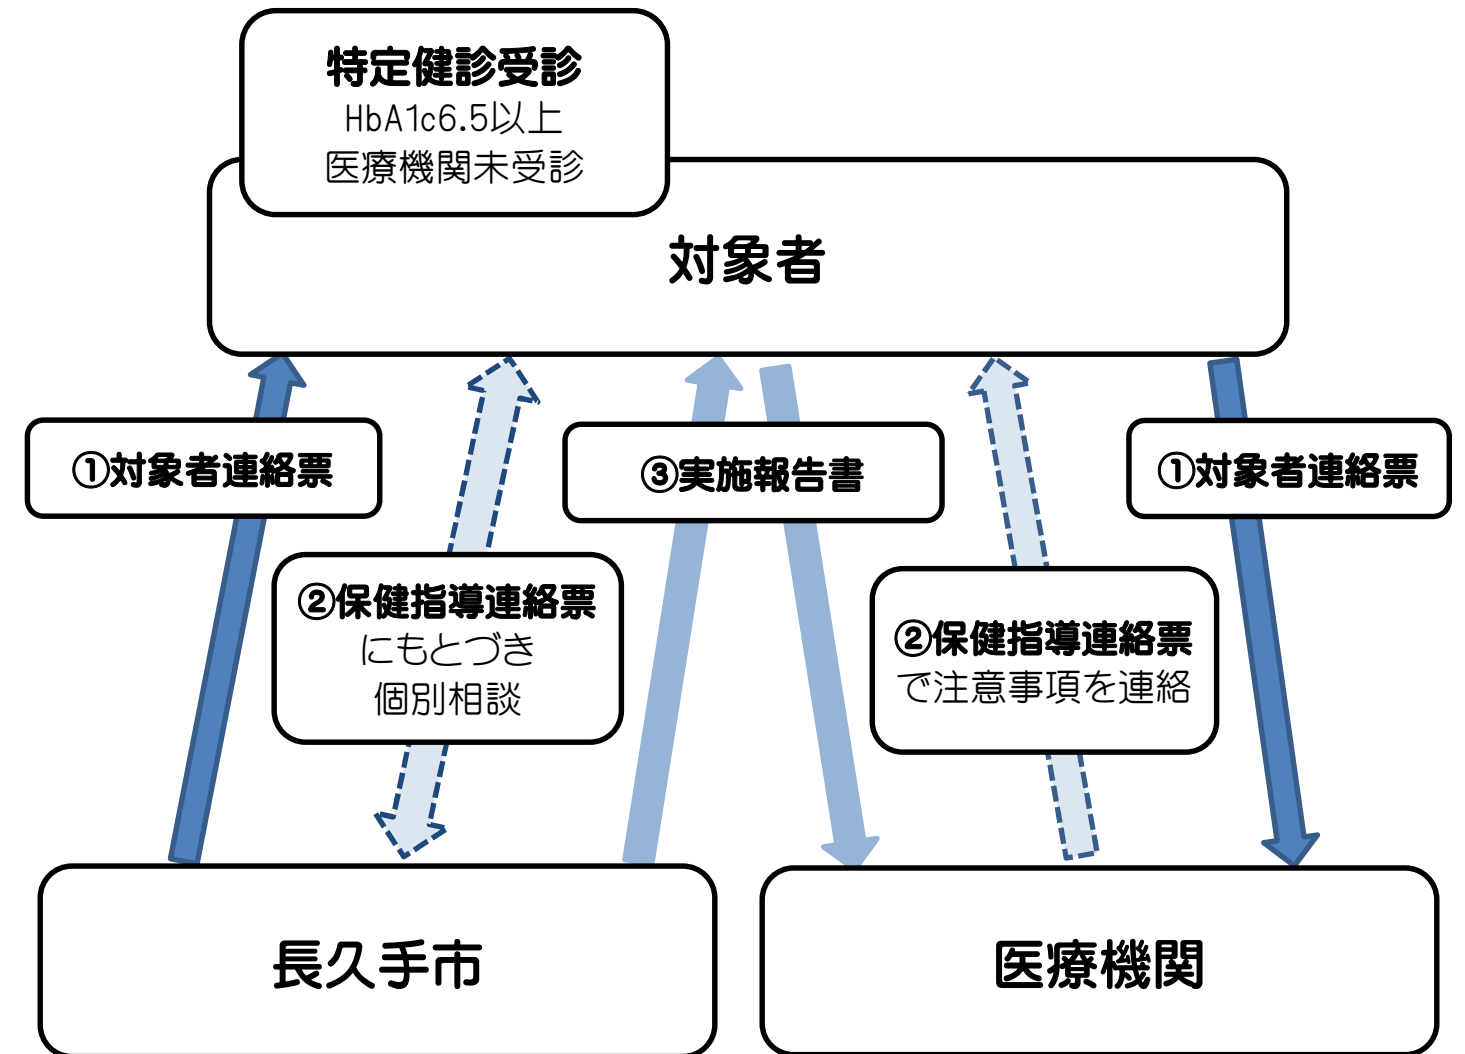 特定健診受診
HbA1c6.5以上
医療機関未受診
対象者
①対象者連絡票
③実施報告書
①対象者連絡票
②保健指導連絡票
にもとづき
個別相談
②保健指導連絡票
で注意事項を連絡
長久手市
医療機関